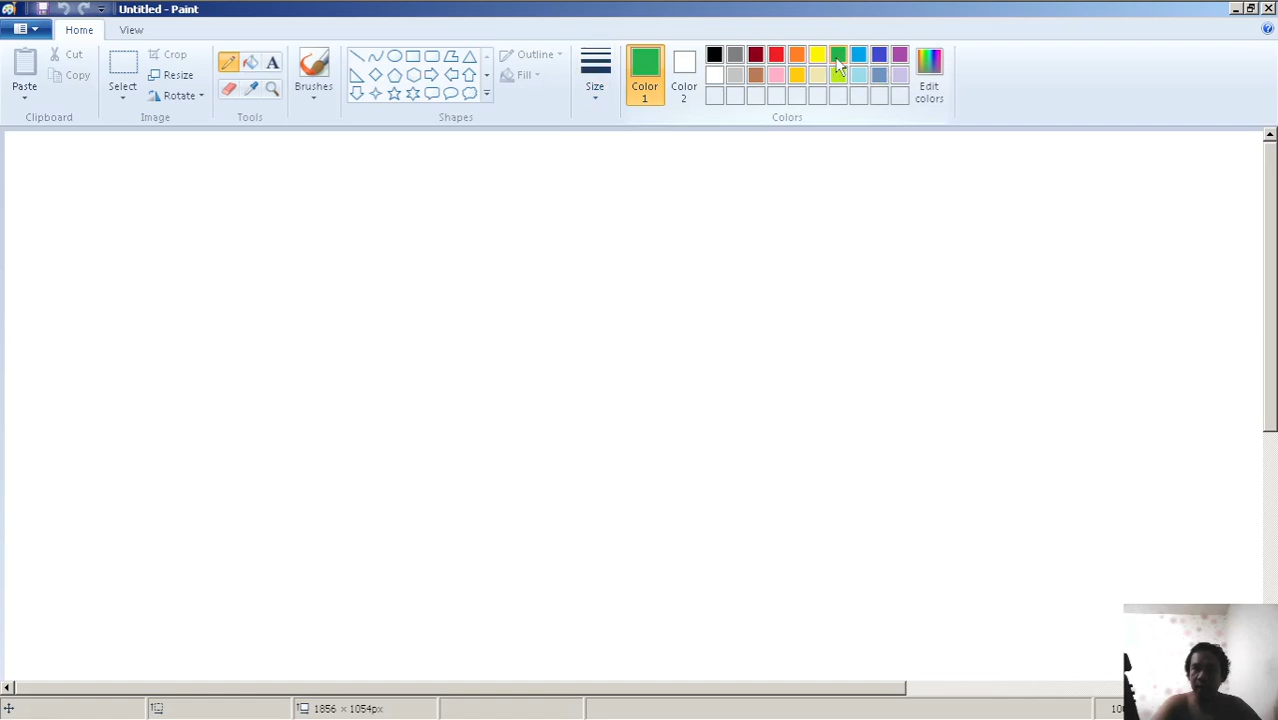 Untitled - Paint
Home
View
Paste
Cut
Copy
Clipboard
Select
Crop
Resize
Rotate
Image
A
Tools
Brushes
Outline
Fill
Shapes
Size
Color 1
Color 2
Edit colors
Colors
1856 × 1054px